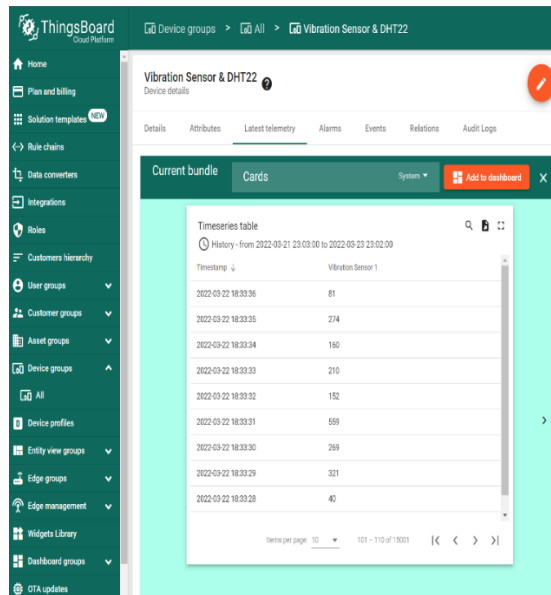 ThingsBoard
Cloud Platform
Device groups > All > Vibration Sensor & DHT22
Home
Plan and billing
Solution templates NEW
Rule chains
Data converters
Integrations
Roles
Customers hierarchy
User groups
Customer groups
Asset groups
Device groups
All
Device profiles
Entity view groups
Edge groups
Edge management
Widgets Library
Dashboard groups
OTA updates
Vibration Sensor & DHT22
Device details
Details Attributes Latest telemetry Alarms Events Relations Audit Logs
Current bundle Cards System Add to dashboard X
Timeseries table
History - from 2022-03-21 23:03:00 to 2022-03-23 23:02:00
Timestamp ↓ Vibration Sensor 1
2022-03-22 18:33:36 81
2022-03-22 18:33:35 274
2022-03-22 18:33:34 160
2022-03-22 18:33:33 210
2022-03-22 18:33:32 152
2022-03-22 18:33:31 559
2022-03-22 18:33:30 269
2022-03-22 18:33:29 321
2022-03-22 18:33:28 40
Items per page: 10 101 – 110 of 15001